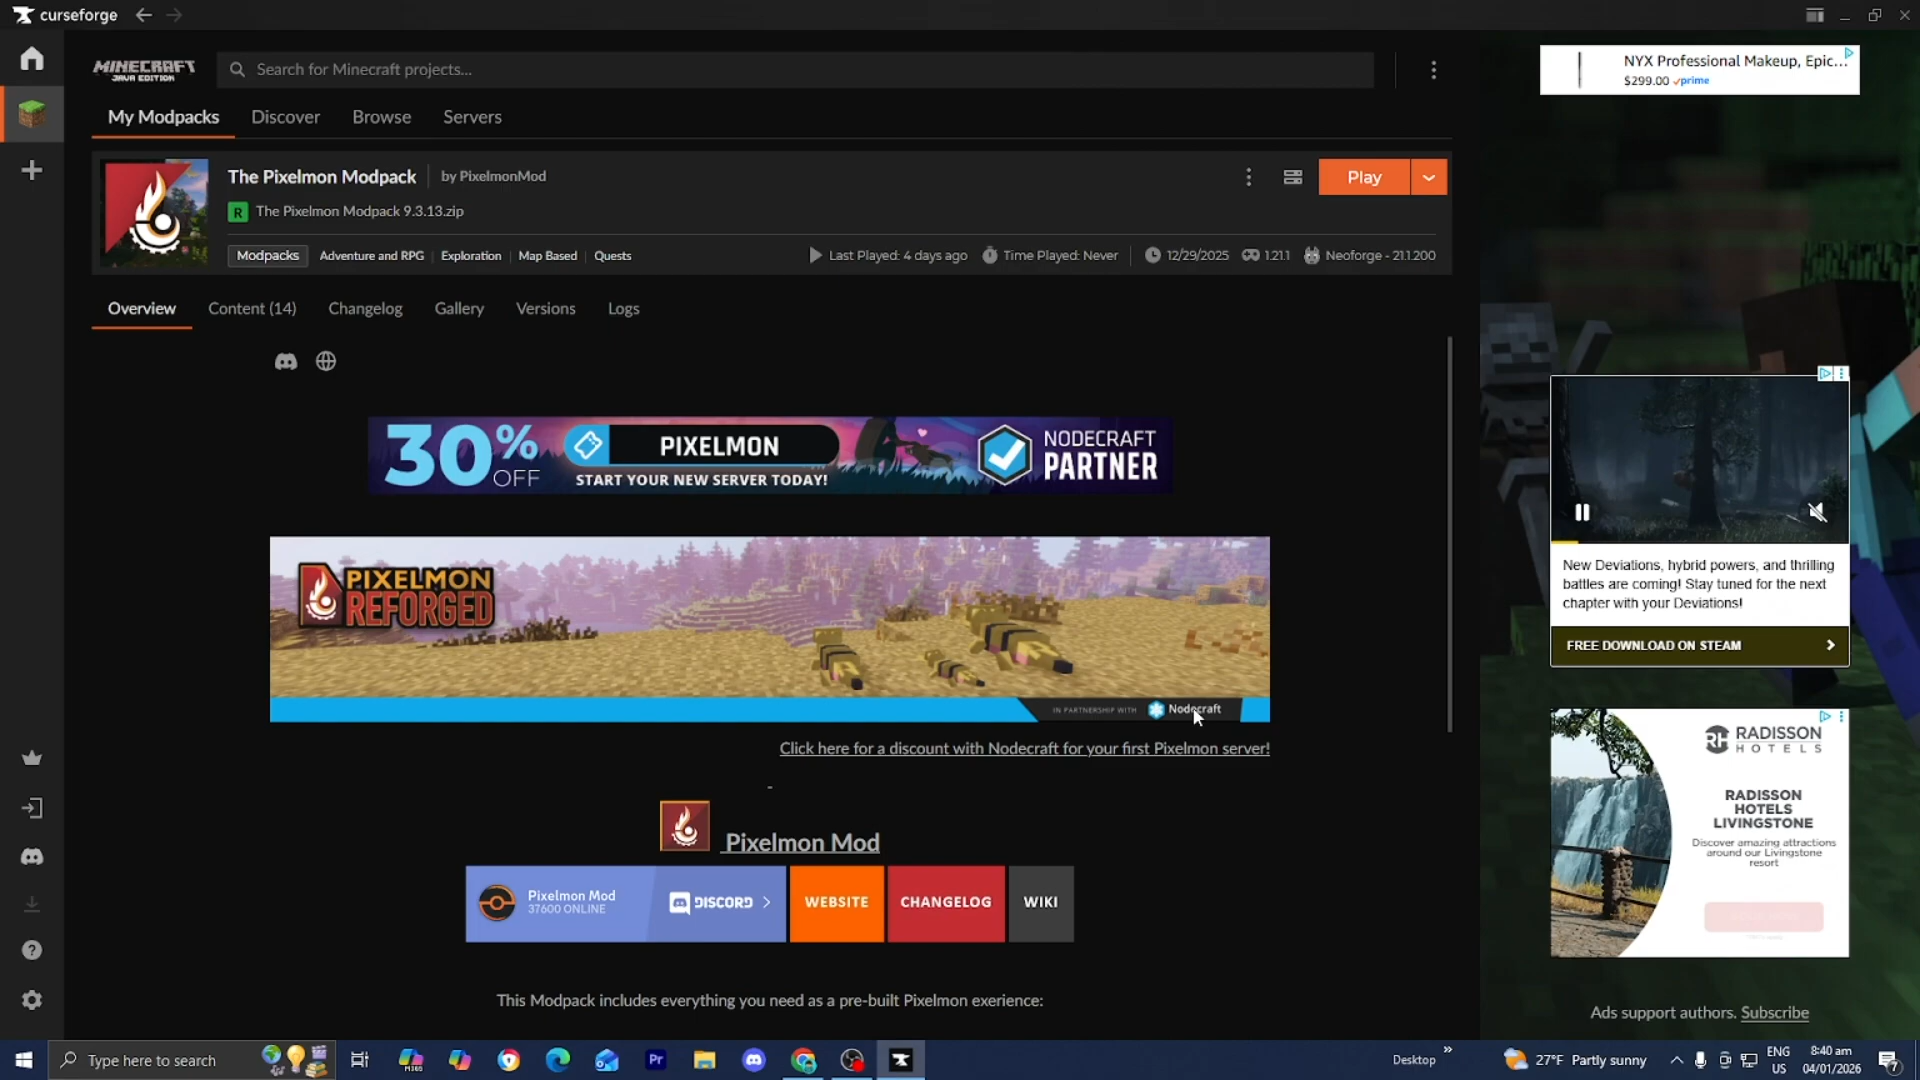 curseforge
MINECRAFT
JAVA EDITION
Search for Minecraft projects...
NYX Professional Makeup, Epic...
$299.00 prime
My Modpacks
Discover
Browse
Servers
The Pixelmon Modpack
by PixelmonMod
Play
R The Pixelmon Modpack 9.3.13.zip
Modpacks
Adventure and RPG
Exploration
Map Based
Quests
Last Played: 4 days ago
Time Played: Never
12/29/2025
1.21.1
Neoforge - 21.1.200
Overview
Content (14)
Changelog
Gallery
Versions
Logs
30% OFF
PIXELMON
START YOUR NEW SERVER TODAY!
NODECRAFT
PARTNER
PIXELMON
REFORGED
IN PARTNERSHIP WITH Nodecraft
Click here for a discount with Nodecraft for your first Pixelmon server!
-
Pixelmon Mod
Pixelmon Mod
37600 ONLINE
DISCORD
WEBSITE
CHANGELOG
WIKI
This Modpack includes everything you need as a pre-built Pixelmon exerience:
New Deviations, hybrid powers, and thrilling
battles are coming! Stay tuned for the next
chapter with your Deviations!
FREE DOWNLOAD ON STEAM
RH RADISSON
HOTELS
RADISSON
HOTELS
LIVINGSTONE
Discover amazing attractions
around our Livingstone
resort
Ads support authors. Subscribe
Type here to search
M365
Pr
Desktop
27°F Partly sunny
ENG
US
8:40 am
04/01/2026
7